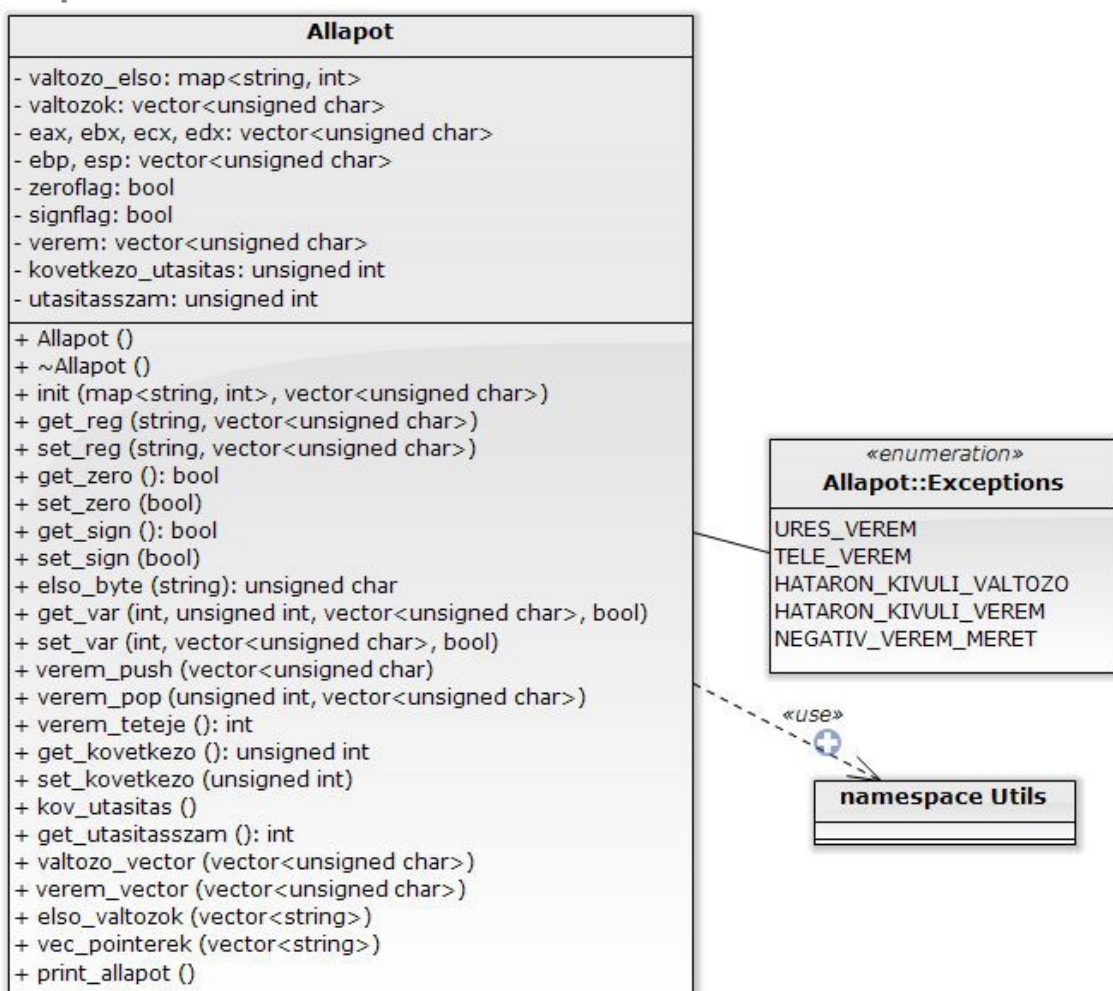 Allapot
- valtozo_elso: map<string, int>
- valtozok: vector<unsigned char>
- eax, ebx, ecx, edx: vector<unsigned char>
- ebp, esp: vector<unsigned char>
- zeroflag: bool
- signflag: bool
- verem: vector<unsigned char>
- kovetkezo_utasitas: unsigned int
- utasitasszam: unsigned int
+ Allapot ()
+ ~Allapot ()
+ init (map<string, int>, vector<unsigned char>)
+ get_reg (string, vector<unsigned char>)
+ set_reg (string, vector<unsigned char>)
+ get_zero (): bool
+ set_zero (bool)
+ get_sign (): bool
+ set_sign (bool)
+ elso_byte (string): unsigned char
+ get_var (int, unsigned int, vector<unsigned char>, bool)
+ set_var (int, vector<unsigned char>, bool)
+ verem_push (vector<unsigned char)
+ verem_pop (unsigned int, vector<unsigned char>)
+ verem_teteje (): int
+ get_kovetkezo (): unsigned int
+ set_kovetkezo (unsigned int)
+ kov_utasitas ()
+ get_utasitasszam (): int
+ valtozo_vector (vector<unsigned char>)
+ verem_vector (vector<unsigned char>)
+ elso_valtozok (vector<string>)
+ vec_pointerek (vector<string>)
+ print_allapot ()
«enumeration»
Allapot::Exceptions
URES_VEREM
TELE_VEREM
HATARON_KIVULI_VALTOZO
HATARON_KIVULI_VEREM
NEGATIV_VEREM_MERET
«use»
namespace Utils